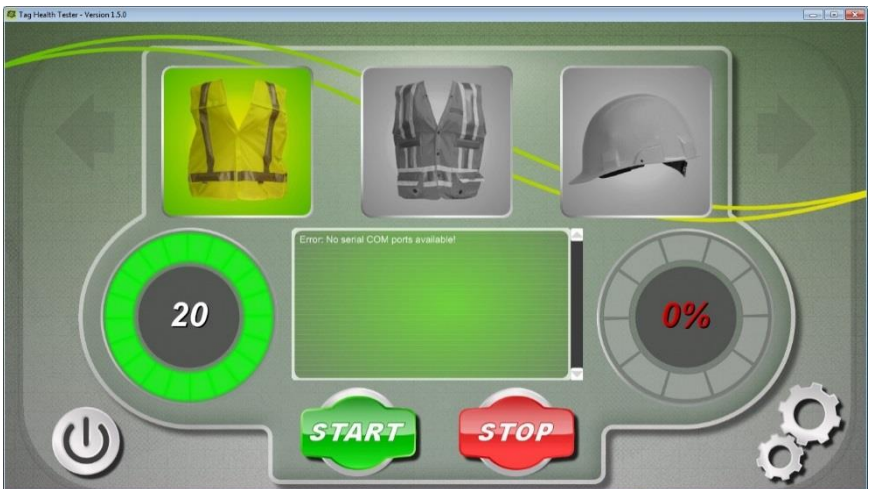 Tag Health Tester - Version 1.5.0
Error: No serial COM ports available!
20
0%
START
STOP